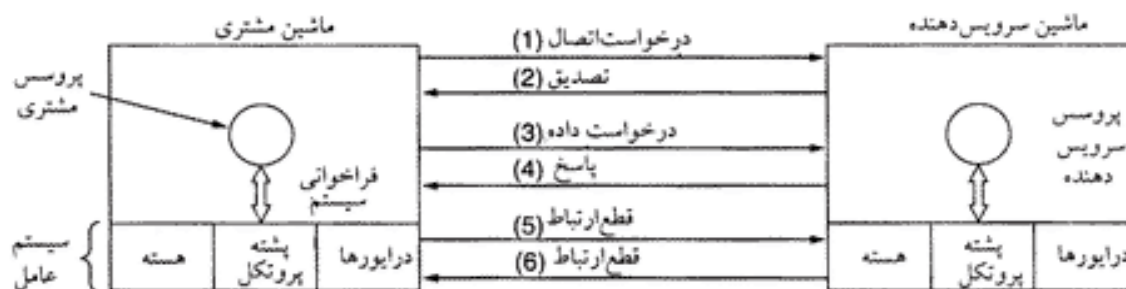 ماشین مشتری
ماشین سرویس‌دهنده
پروسس
مشتری
(1) درخواست‌اتصال
(2) تصدیق
(3) درخواست داده
(4) پاسخ
(5) قطع‌ارتباط
(6) قطع‌ارتباط
پروسس
سرویس
دهنده
فراخوانی
سیستم
سیستم
عامل
هسته
پشته
پروتکل
درایورها
هسته
پشته
پروتکل
درایورها